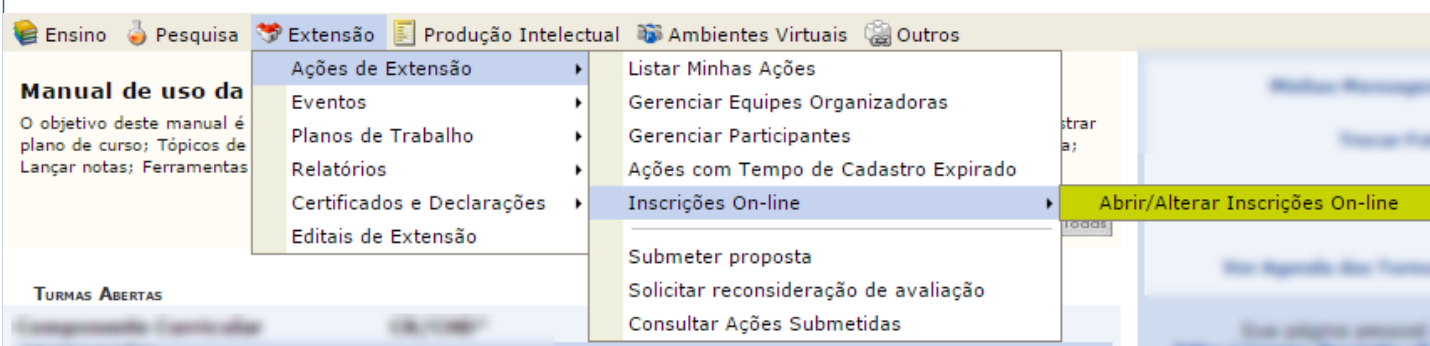 Ensino Pesquisa Extensão Produção Intelectual Ambientes Virtuais Outros
Ações de Extensão
Eventos
Planos de Trabalho
Relatórios
Certificados e Declarações
Editais de Extensão
Listar Minhas Ações
Gerenciar Equipes Organizadoras
Gerenciar Participantes
Ações com Tempo de Cadastro Expirado
Inscrições On-line
Submeter proposta
Solicitar reconsideração de avaliação
Consultar Ações Submetidas
Abrir/Alterar Inscrições On-line
Manual de uso da
O objetivo deste manual é
plano de curso; Tópicos de
Lançar notas; Ferramentas
Turmas Abertas